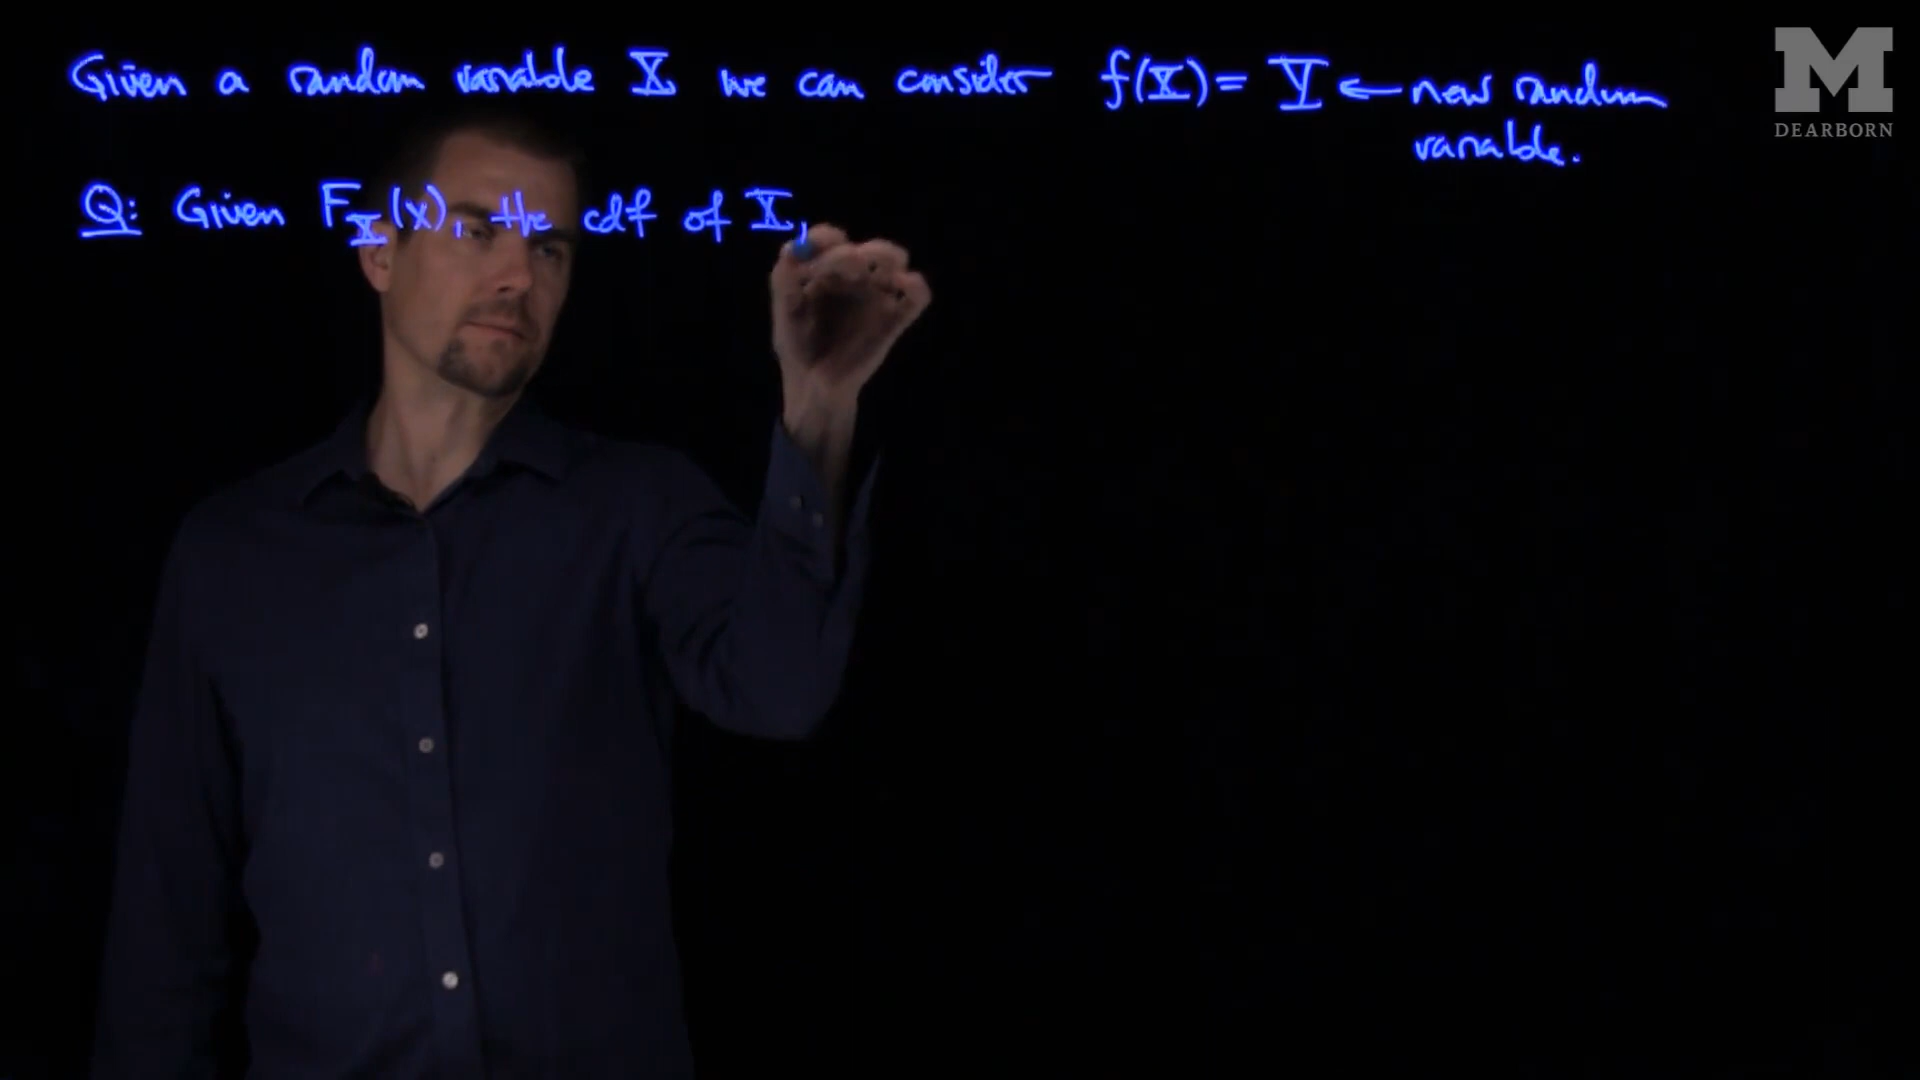 Given a random variable X we can consider f(X) = Y ← new random
variable.
Q: Given F_X(x), the cdf of X,
M
DEARBORN